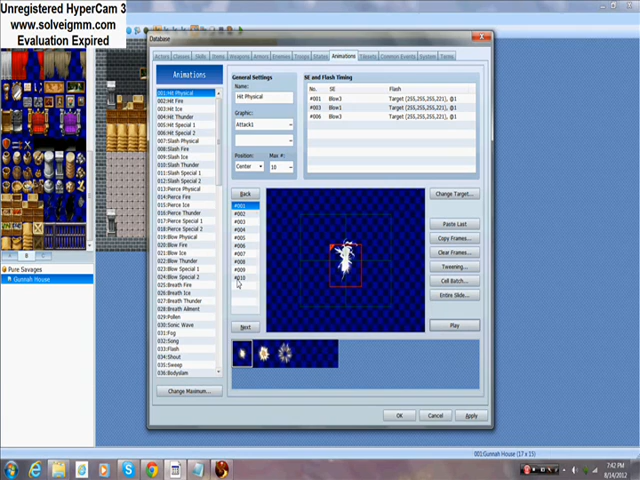 Unregistered HyperCam 3
www.solveigmm.com
Evaluation Expired
Database
Actors Classes Skills Items Weapons Armors Enemies Troops States Animations Tilesets Common Events System Terms
Animations
001:Hit Physical
002:Hit Fire
003:Hit Ice
004:Hit Thunder
005:Hit Special 1
006:Hit Special 2
007:Slash Physical
008:Slash Fire
009:Slash Ice
010:Slash Thunder
011:Slash Special 1
012:Slash Special 2
013:Pierce Physical
014:Pierce Fire
015:Pierce Ice
016:Pierce Thunder
017:Pierce Special 1
018:Pierce Special 2
019:Blow Physical
020:Blow Fire
021:Blow Ice
022:Blow Thunder
023:Blow Special 1
024:Blow Special 2
025:Breath Fire
026:Breath Ice
027:Breath Thunder
028:Breath Ailment
029:Pollen
030:Sonic Wave
031:Fog
032:Song
033:Flash
034:Shout
035:Sweep
036:Bodyslam
Change Maximum...
General Settings
Name:
Hit Physical
Graphic:
Attack1
Position: Max #:
Center 10
SE and Flash Timing
No. SE Flash
#001 Blow3 Target (255,255,221), @1
#003 Blow1 Target (255,255,221), @1
#006 Blow3 Target (255,255,221), @1
Back
#001
#002
#003
#004
#005
#006
#007
#008
#009
#010
Next
Change Target...
Paste Last
Copy Frames...
Clear Frames...
Tweening...
Cell Batch...
Entire Slide...
Play
OK Cancel Apply
A B C
Pure Savages
Gunnah House
001:Gunnah House (17 x 15)
7:42 PM
8/14/2012